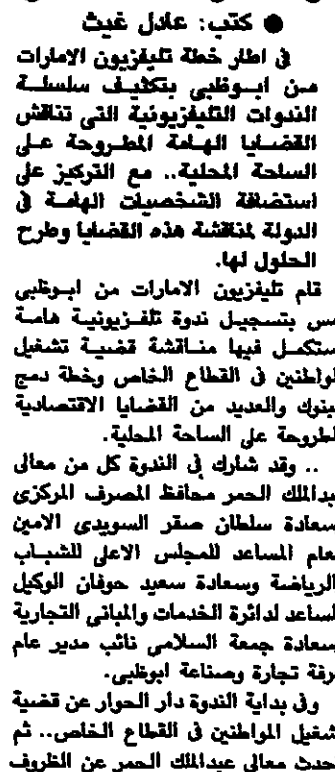 ● كتب: عادل غيث
في اطار خطة تليفزيون الامارات
من ابوظبي بتكثيف سلسلة
الندوات التليفزيونية التي تناقش
القضايا الهامة المطروحة على
الساحة المحلية.. مع التركيز على
استضافة الشخصيات الهامة في
الدولة لمناقشة هذه القضايا وطرح
الحلول لها.
قام تليفزيون الامارات من ابوظبي
مس بتسجيل ندوة تلفزيونية هامة
ستكمل فيها مناقشة قضية تشغيل
لواطنين في القطاع الخاص وخطة دمج
بنوك والعديد من القضايا الاقتصادية
لطروحة على الساحة المحلية.
.. وقد شارك في الندوة كل من معالي
بدالملك الحمر محافظ المصرف المركزي
سعادة سلطان صقر السويدي الامين
لعام المساعد للمجلس الاعلى للشباب
الرياضة وسعادة سعيد حوفان الوكيل
لساعد لدائرة الخدمات والمباني التجارية
سعادة جمعة السلامي نائب مدير عام
رفة تجارة وصناعة ابوظبي.
وفي بداية الندوة دار الحوار عن قضية
شغيل المواطنين في القطاع الخاص.. ثم
حدث معالي عبدالملك الحمر عن الظروف